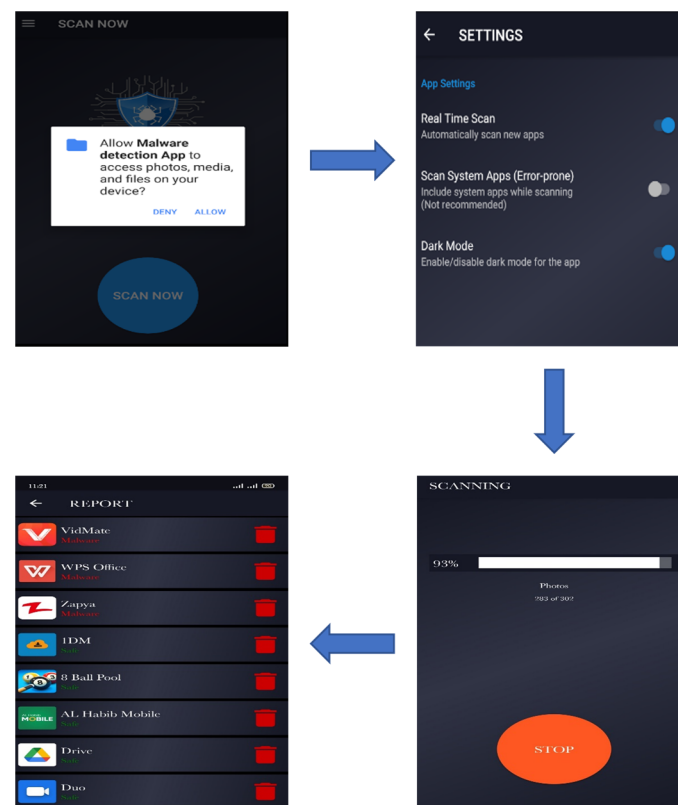 SCAN NOW
Allow Malware
detection App to
access photos, media,
and files on your
device?
DENY ALLOW
SCAN NOW
SETTINGS
App Settings
Real Time Scan
Automatically scan new apps
Scan System Apps (Error-prone)
Include system apps while scanning
(Not recommended)
Dark Mode
Enable/disable dark mode for the app
SCANNING
93%
Photos
283 of 302
STOP
11:21
REPORT
VidMate
Malware
WPS Office
Malware
Zapya
Malware
1DM
Safe
8 Ball Pool
Safe
MOBILE
AL Habib Mobile
Safe
Drive
Safe
Duo
Safe